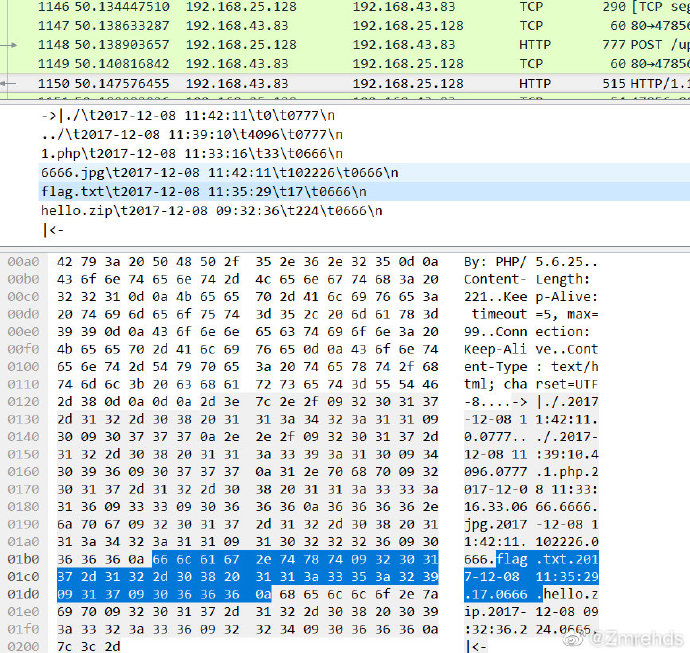 1146 50.134447510 192.168.43.83 192.168.25.128 TCP 290 [TCP seg
1147 50.138633287 192.168.25.128 192.168.43.83 TCP 60 80→47856
1148 50.138903657 192.168.25.128 192.168.43.83 HTTP 777 POST /up
1149 50.140816842 192.168.43.83 192.168.25.128 TCP 60 80→47856
1150 50.147576455 192.168.43.83 192.168.25.128 HTTP 515 HTTP/1.1
->|./\t2017-12-08 11:42:11\t0\t0777\n
../\t2017-12-08 11:39:10\t4096\t0777\n
1.php\t2017-12-08 11:33:16\t33\t0666\n
6666.jpg\t2017-12-08 11:42:11\t102226\t0666\n
flag.txt\t2017-12-08 11:35:29\t17\t0666\n
hello.zip\t2017-12-08 09:32:36\t224\t0666\n
|<-
00a0 42 79 3a 20 50 48 50 2f 35 2e 36 2e 32 35 0d 0a By: PHP/ 5.6.25..
00b0 43 6f 6e 74 65 6e 74 2d 4c 65 6e 67 74 68 3a 20 Content- Length:
00c0 32 32 31 0d 0a 4b 65 65 70 2d 41 6c 69 76 65 3a 221..Kee p-Alive:
00d0 20 74 69 6d 65 6f 75 74 3d 35 2c 20 6d 61 78 3d timeout =5, max=
00e0 39 39 0d 0a 43 6f 6e 6e 65 63 74 69 6f 6e 3a 20 99..Conn ection:
00f0 4b 65 65 70 2d 41 6c 69 76 65 0d 0a 43 6f 6e 74 Keep-Ali ve..Cont
0100 65 6e 74 2d 54 79 70 65 3a 20 74 65 78 74 2f 68 ent-Type : text/h
0110 74 6d 6c 3b 20 63 68 61 72 73 65 74 3d 55 54 46 tml; cha rset=UTF
0120 2d 38 0d 0a 0d 0a 2d 3e 7c 2e 2f 09 32 30 31 37 -8....-> |./.2017
0130 2d 31 32 2d 30 38 20 31 31 3a 34 32 3a 31 31 09 -12-08 1 1:42:11.
0140 30 09 30 37 37 37 0a 2e 2e 2f 09 32 30 31 37 2d 0.0777.. ./.2017-
0150 31 32 2d 30 38 20 31 31 3a 33 39 3a 31 30 09 34 12-08 11 :39:10.4
0160 30 39 36 09 30 37 37 37 0a 31 2e 70 68 70 09 32 096.0777 .1.php.2
0170 30 31 37 2d 31 32 2d 30 38 20 31 31 3a 33 33 3a 017-12-0 8 11:33:
0180 31 36 09 33 33 09 30 36 36 36 0a 36 36 36 36 2e 16.33.06 66.6666.
0190 6a 70 67 09 32 30 31 37 2d 31 32 2d 30 38 20 31 jpg.2017 -12-08 1
01a0 31 3a 34 32 3a 31 31 09 31 30 32 32 32 36 09 30 1:42:11. 102226.0
01b0 36 36 36 0a 66 6c 61 67 2e 74 78 74 09 32 30 31 666.flag .txt.201
01c0 37 2d 31 32 2d 30 38 20 31 31 3a 33 35 3a 32 39 7-12-08 11:35:29
01d0 09 31 37 09 30 36 36 36 0a 68 65 6c 6c 6f 2e 7a .17.0666 .hello.z
01e0 69 70 09 32 30 31 37 2d 31 32 2d 30 38 20 30 39 ip.2017- 12-08 09
01f0 3a 33 32 3a 33 36 09 32 32 34 09 30 36 36 36 0a :32:36.2 24.0666.
0200 7c 3c 2d |<-
@Zmrehds